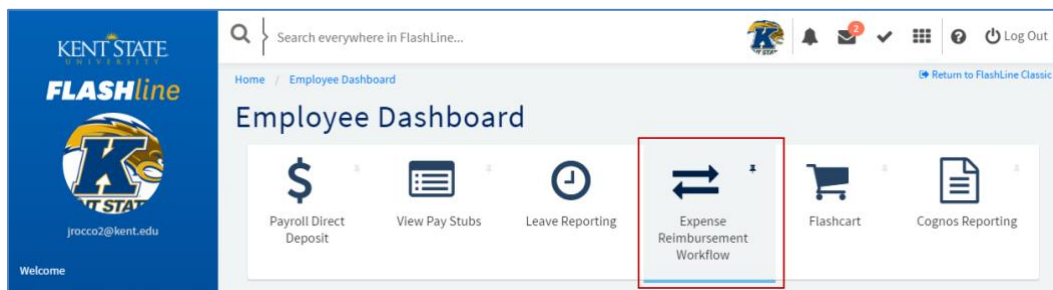 KENT STATE
UNIVERSITY
FLASHline
jrocco2@kent.edu
Welcome
Search everywhere in FlashLine...
2
Log Out
Home / Employee Dashboard
Return to FlashLine Classic
Employee Dashboard
Payroll Direct
Deposit
View Pay Stubs
Leave Reporting
Expense
Reimbursement
Workflow
Flashcart
Cognos Reporting